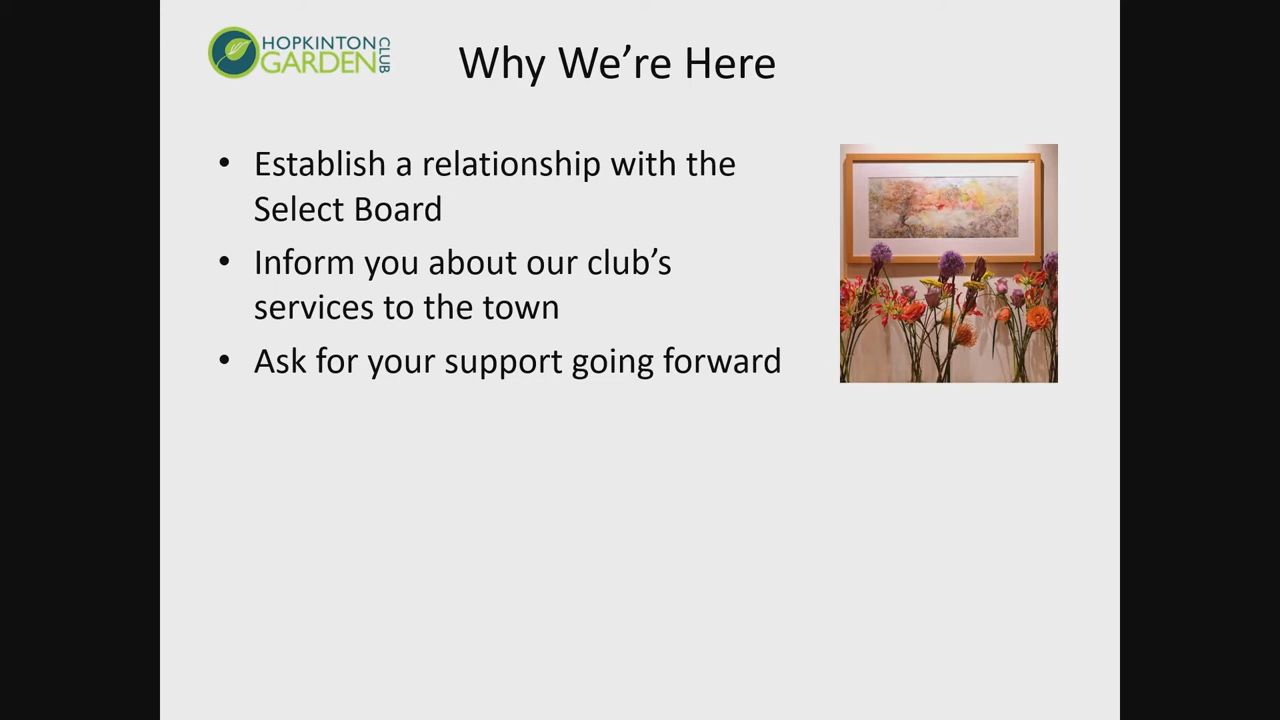 HOPKINTON
GARDEN
CLUB
Why We’re Here
• Establish a relationship with the
Select Board
• Inform you about our club’s
services to the town
• Ask for your support going forward